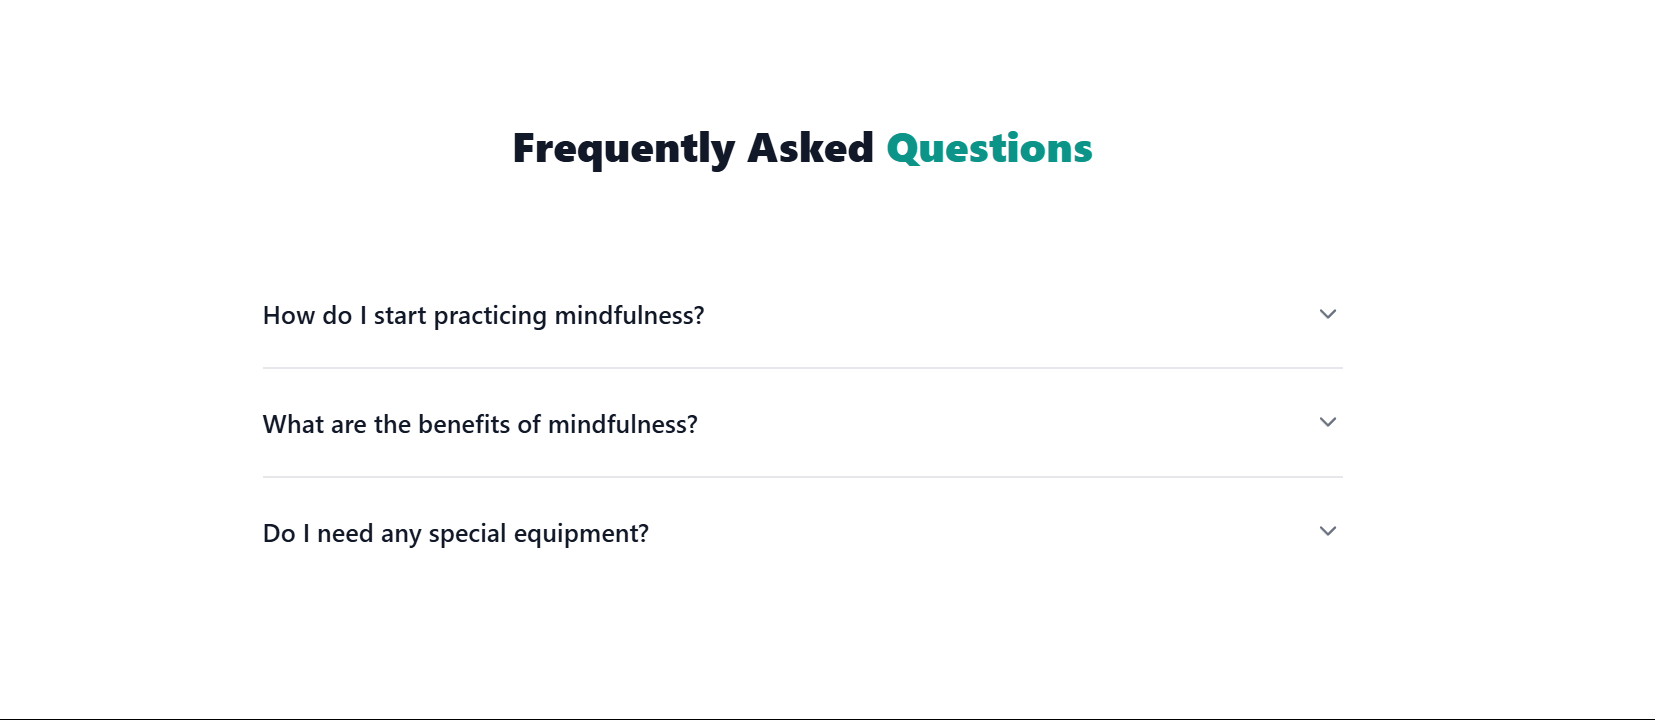 Frequently Asked Questions
How do I start practicing mindfulness?
What are the benefits of mindfulness?
Do I need any special equipment?